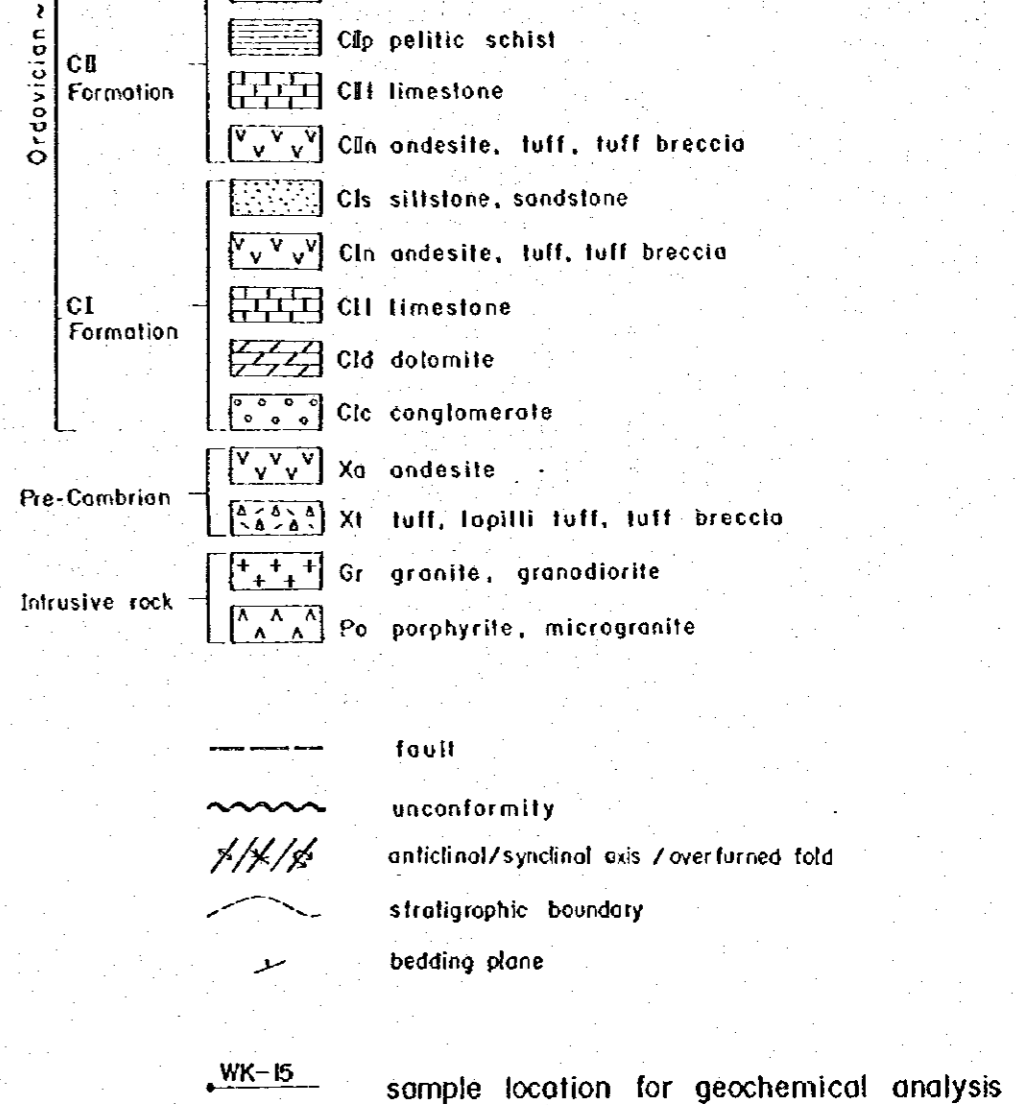 Ordovician~
CⅡ
Formation
CⅡp pelitic schist
CⅡl limestone
CⅡn andesite, tuff, tuff breccia
CⅠ
Formation
CⅠs siltstone, sandstone
CⅠn andesite, tuff, tuff breccia
CⅠl limestone
CⅠd dolomite
CⅠc conglomerate
Pre-Cambrian
Xa andesite
Xt tuff, lapilli tuff, tuff breccia
Intrusive rock
Gr granite, granodiorite
Po porphyrite, microgranite
fault
unconformity
anticlinal/synclinal axis / overturned fold
stratigraphic boundary
bedding plane
WK-15
sample location for geochemical analysis